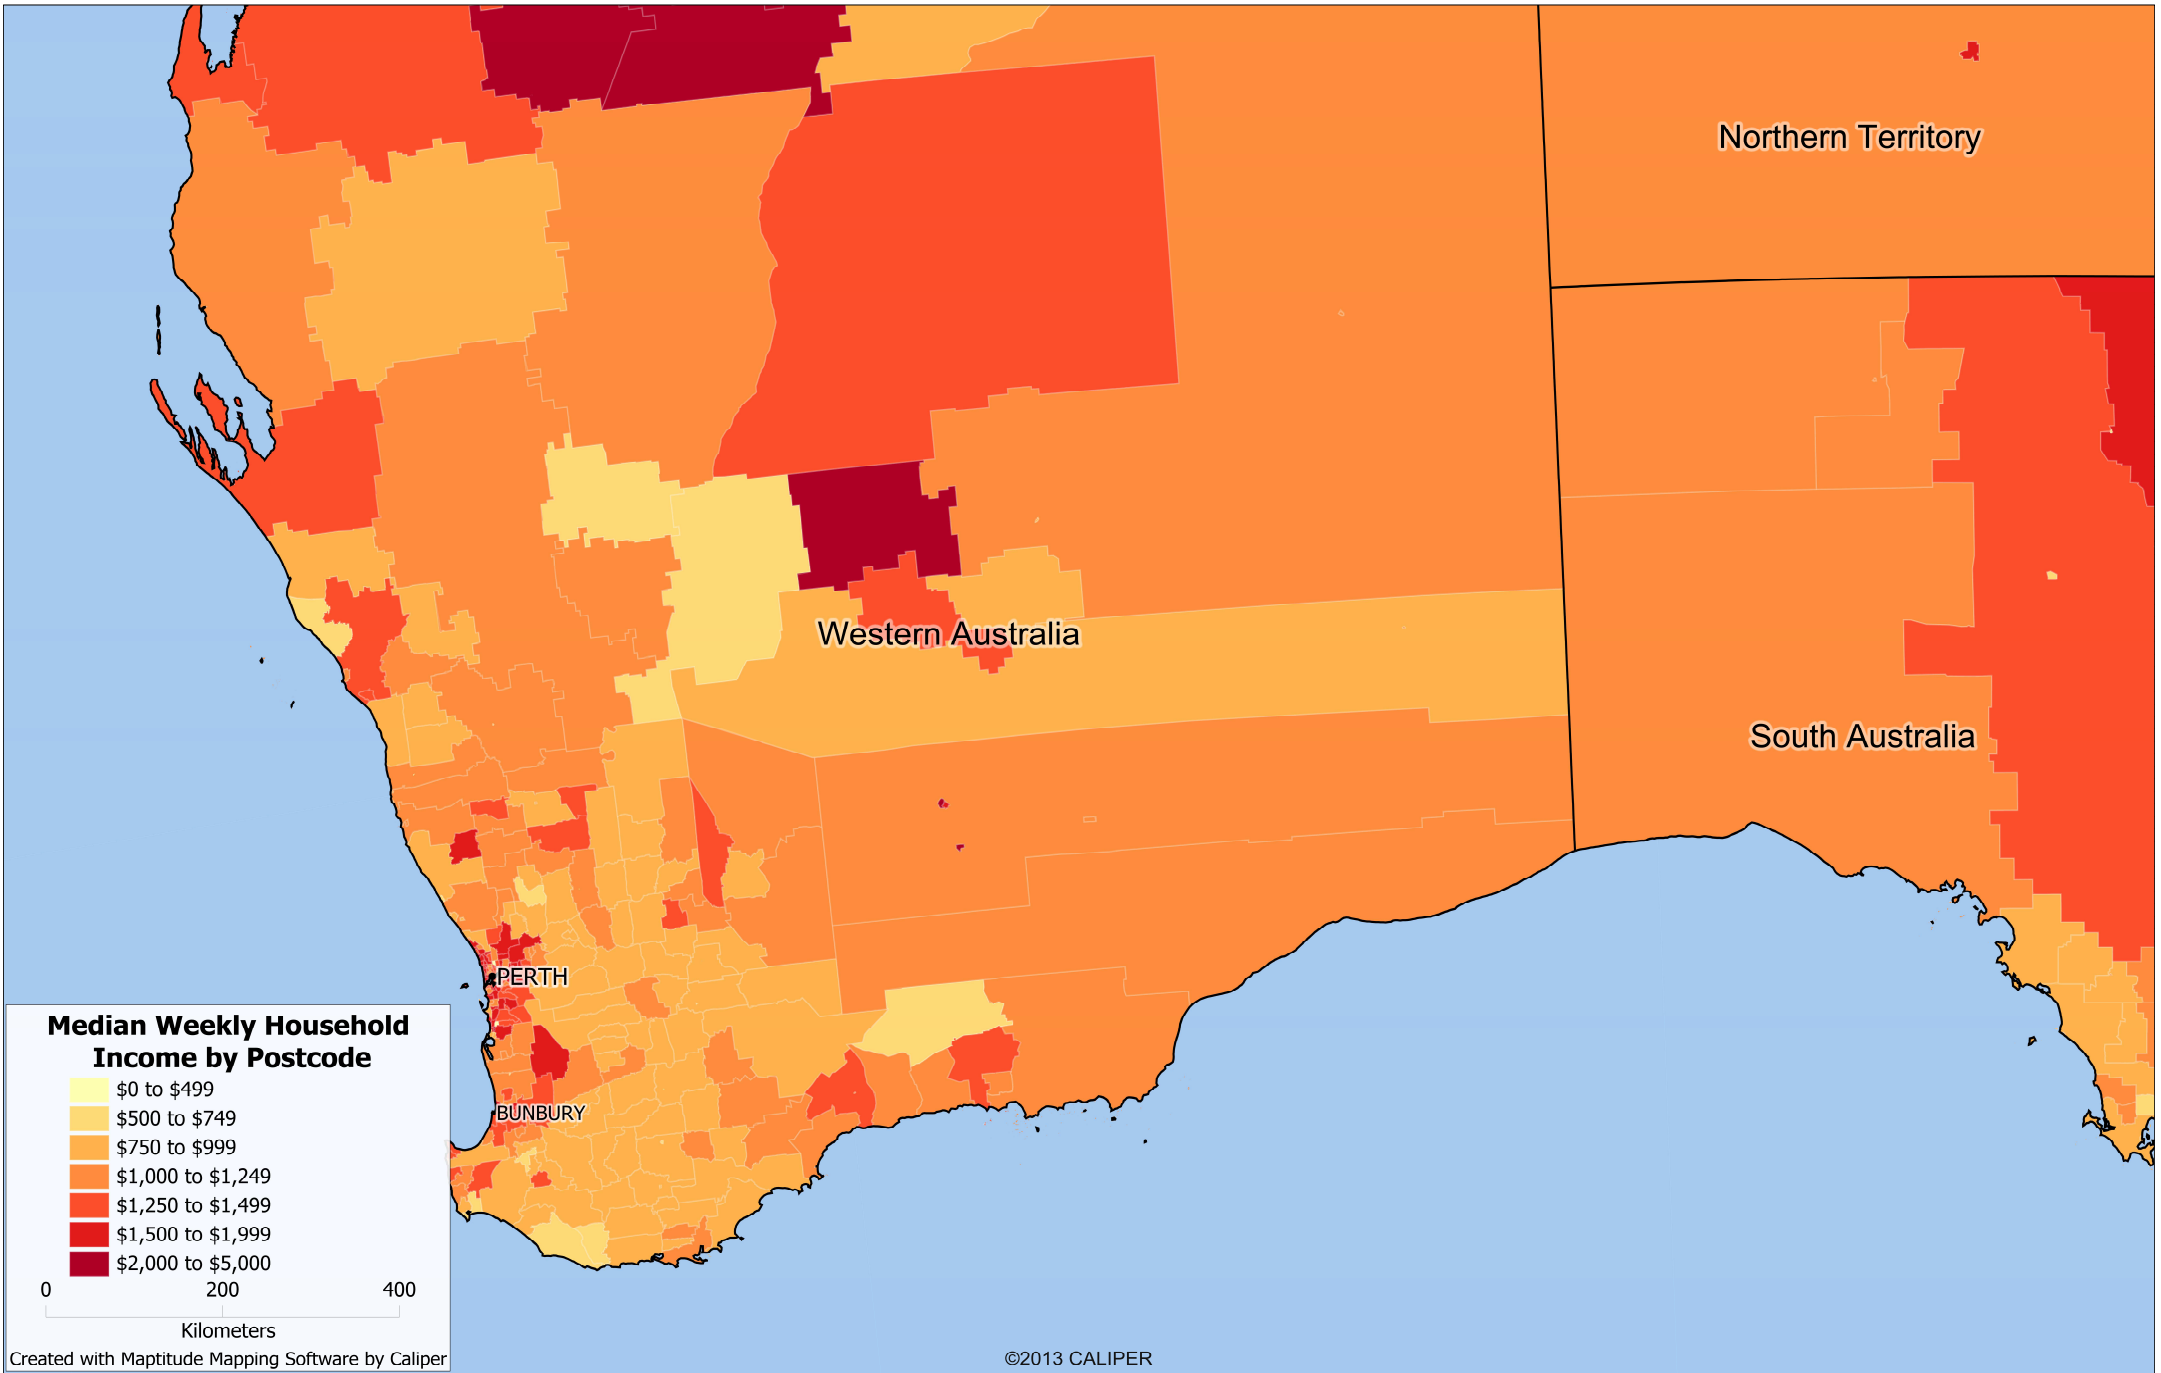 Northern Territory
Western Australia
South Australia
PERTH
BUNBURY
Median Weekly Household
Income by Postcode
$0 to $499
$500 to $749
$750 to $999
$1,000 to $1,249
$1,250 to $1,499
$1,500 to $1,999
$2,000 to $5,000
0 200 400
Kilometers
Created with Maptitude Mapping Software by Caliper
©2013 CALIPER